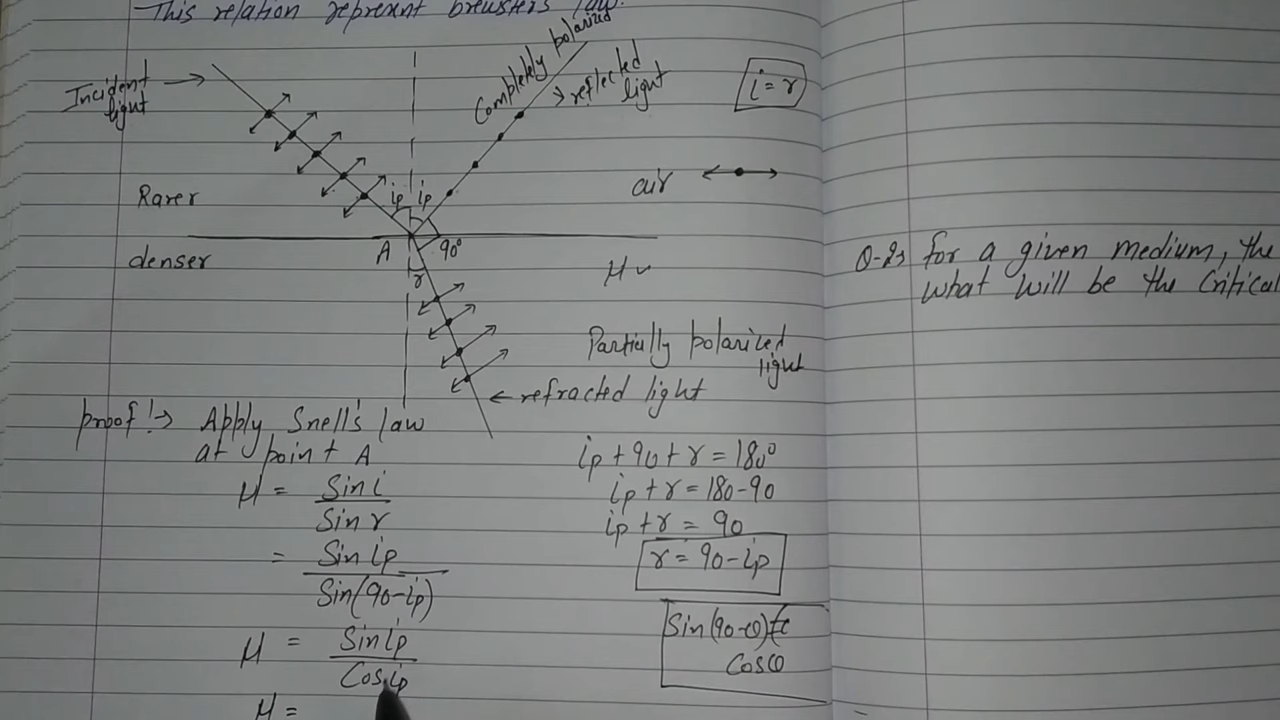 This relation represent brewsters law.
Incident light
Completely polarized
reflected light
i = r
ip ip
air
Rarer
A 90°
denser
r
μ
Partially polarized light
refracted light
proof :→ Apply Snell's law
at point A
μ = Sin i / Sin r
= Sin ip / Sin(90-ip)
μ = Sin ip / Cos ip
μ =
ip + 90 + r = 180°
ip + r = 180-90
ip + r = 90
r = 90 - ip
Sin(90-θ)
Cosθ
for a given medium, the
what will be the critical